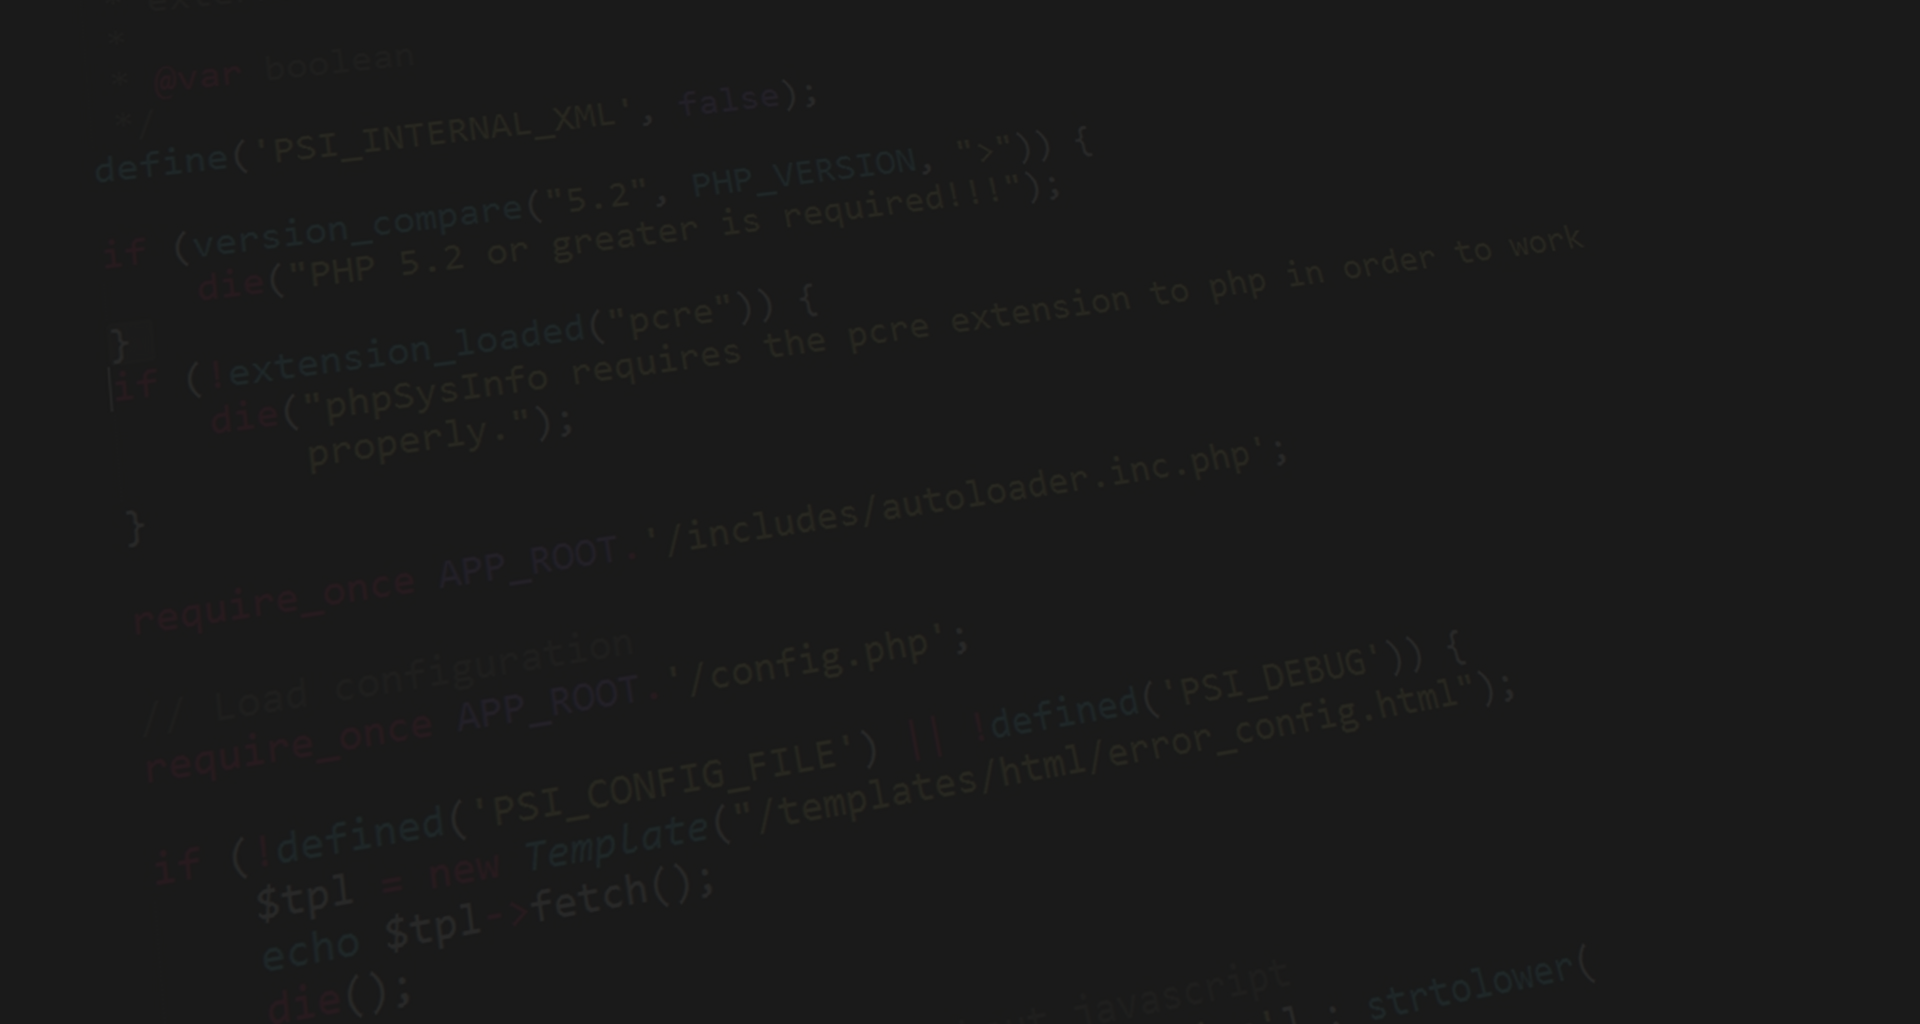 *
* @var boolean
*/
define('PSI_INTERNAL_XML', false);
if (version_compare("5.2", PHP_VERSION, ">")) {
die("PHP 5.2 or greater is required!!!");
}
if (!extension_loaded("pcre")) {
die("phpSysInfo requires the pcre extension to php in order to work
properly.");
}
require_once APP_ROOT.'/includes/autoloader.inc.php';
// Load configuration
require_once APP_ROOT.'/config.php';
if (!defined('PSI_CONFIG_FILE') || !defined('PSI_DEBUG')) {
$tpl = new Template("/templates/html/error_config.html");
echo $tpl->fetch();
die();
javascript
strtolower(